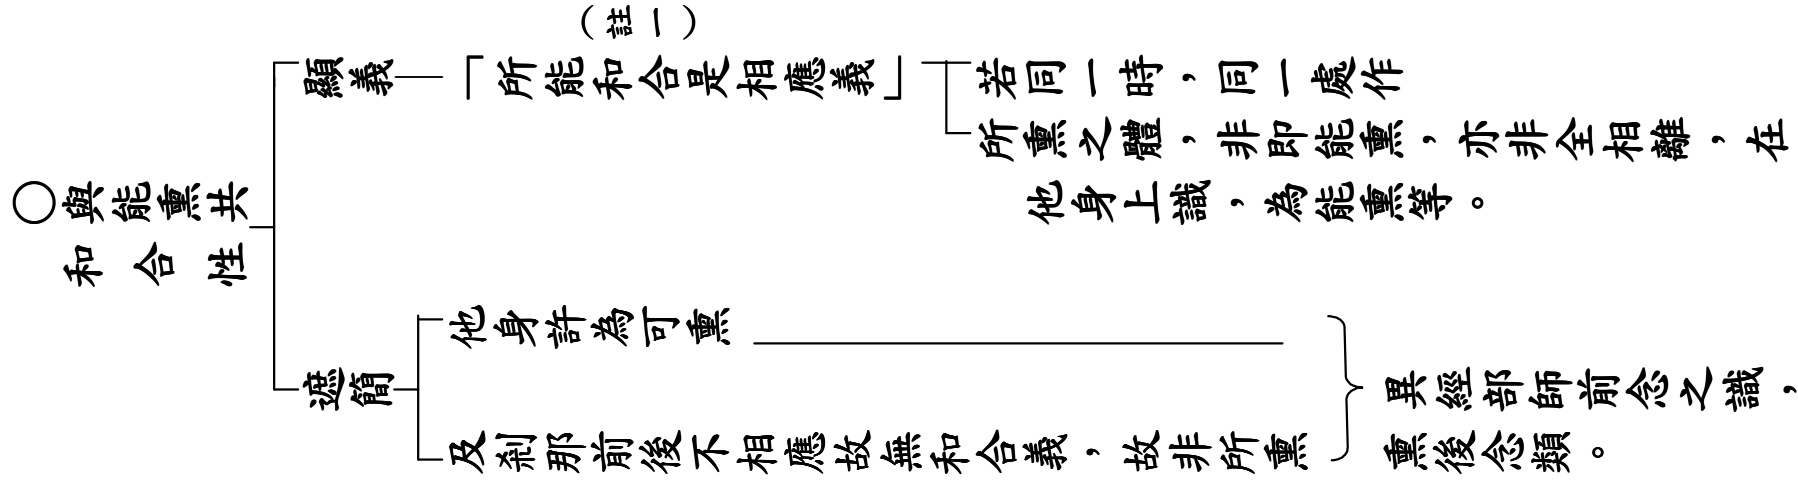 ○與能熏共
和合性
顯義
（註一）
「所能和合是相應義」
若同一時，同一處作
所熏之體，非即能熏，亦非全相離，在
他身上識，為能熏等。
遮簡
他身許為可熏
及剎那前後不相應故無和合義，故非所熏
異經部師前念之識，
熏後念類。